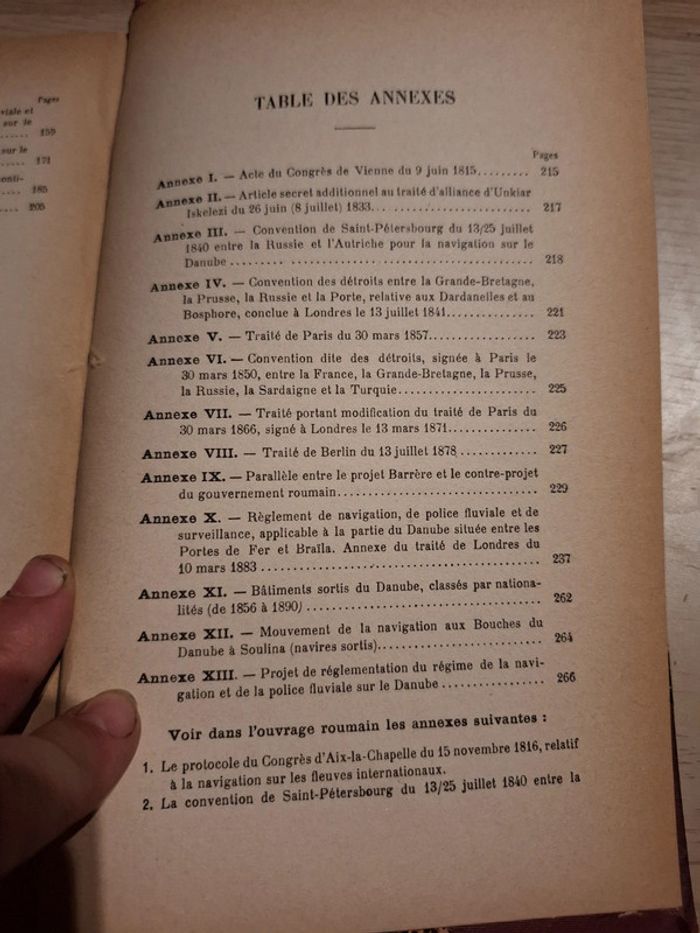 Pages
viale et
sur le
...... 159
sur le
...... 171
enti-
...... 185
..... 205
TABLE DES ANNEXES
Pages
Annexe I. — Acte du Congrès de Vienne du 9 juin 1815......... 215
Annexe II. — Article secret additionnel au traité d'alliance d'Unkiar
Iskelezi du 26 juin (8 juillet) 1833... ...................... 217
Annexe III. — Convention de Saint-Pétersbourg du 13/25 juillet
1840 entre la Russie et l'Autriche pour la navigation sur le
Danube ..... ................................ 218
Annexe IV. — Convention des détroits entre la Grande-Bretagne,
la Prusse, la Russie et la Porte, relative aux Dardanelles et au
Bosphore, conclue à Londres le 13 juillet 1841............... 221
Annexe V. — Traité de Paris du 30 mars 1857.................. 223
Annexe VI. — Convention dite des détroits, signée à Paris le
30 mars 1850, entre la France, la Grande-Bretagne, la Prusse,
la Russie, la Sardaigne et la Turquie........................ 225
Annexe VII. — Traité portant modification du traité de Paris du
30 mars 1866, signé à Londres le 13 mars 1871............... 226
Annexe VIII. — Traité de Berlin du 13 juillet 1878............. 227
Annexe IX. — Parallèle entre le projet Barrère et le contre-projet
du gouvernement roumain.................................. 229
Annexe X. — Règlement de navigation, de police fluviale et de
surveillance, applicable à la partie du Danube située entre les
Portes de Fer et Braïla. Annexe du traité de Londres du
10 mars 1883 ............................................ 237
Annexe XI. — Bâtiments sortis du Danube, classés par nationa-
lités (de 1856 à 1890) ..................................... 262
Annexe XII. — Mouvement de la navigation aux Bouches du
Danube à Soulina (navires sortis)........................... 264
Annexe XIII. — Projet de réglementation du régime de la navi-
gation et de la police fluviale sur le Danube ................. 266
Voir dans l'ouvrage roumain les annexes suivantes :
1. Le protocole du Congrès d'Aix-la-Chapelle du 15 novembre 1816, relatif
à la navigation sur les fleuves internationaux.
2. La convention de Saint-Pétersbourg du 13/25 juillet 1840 entre la